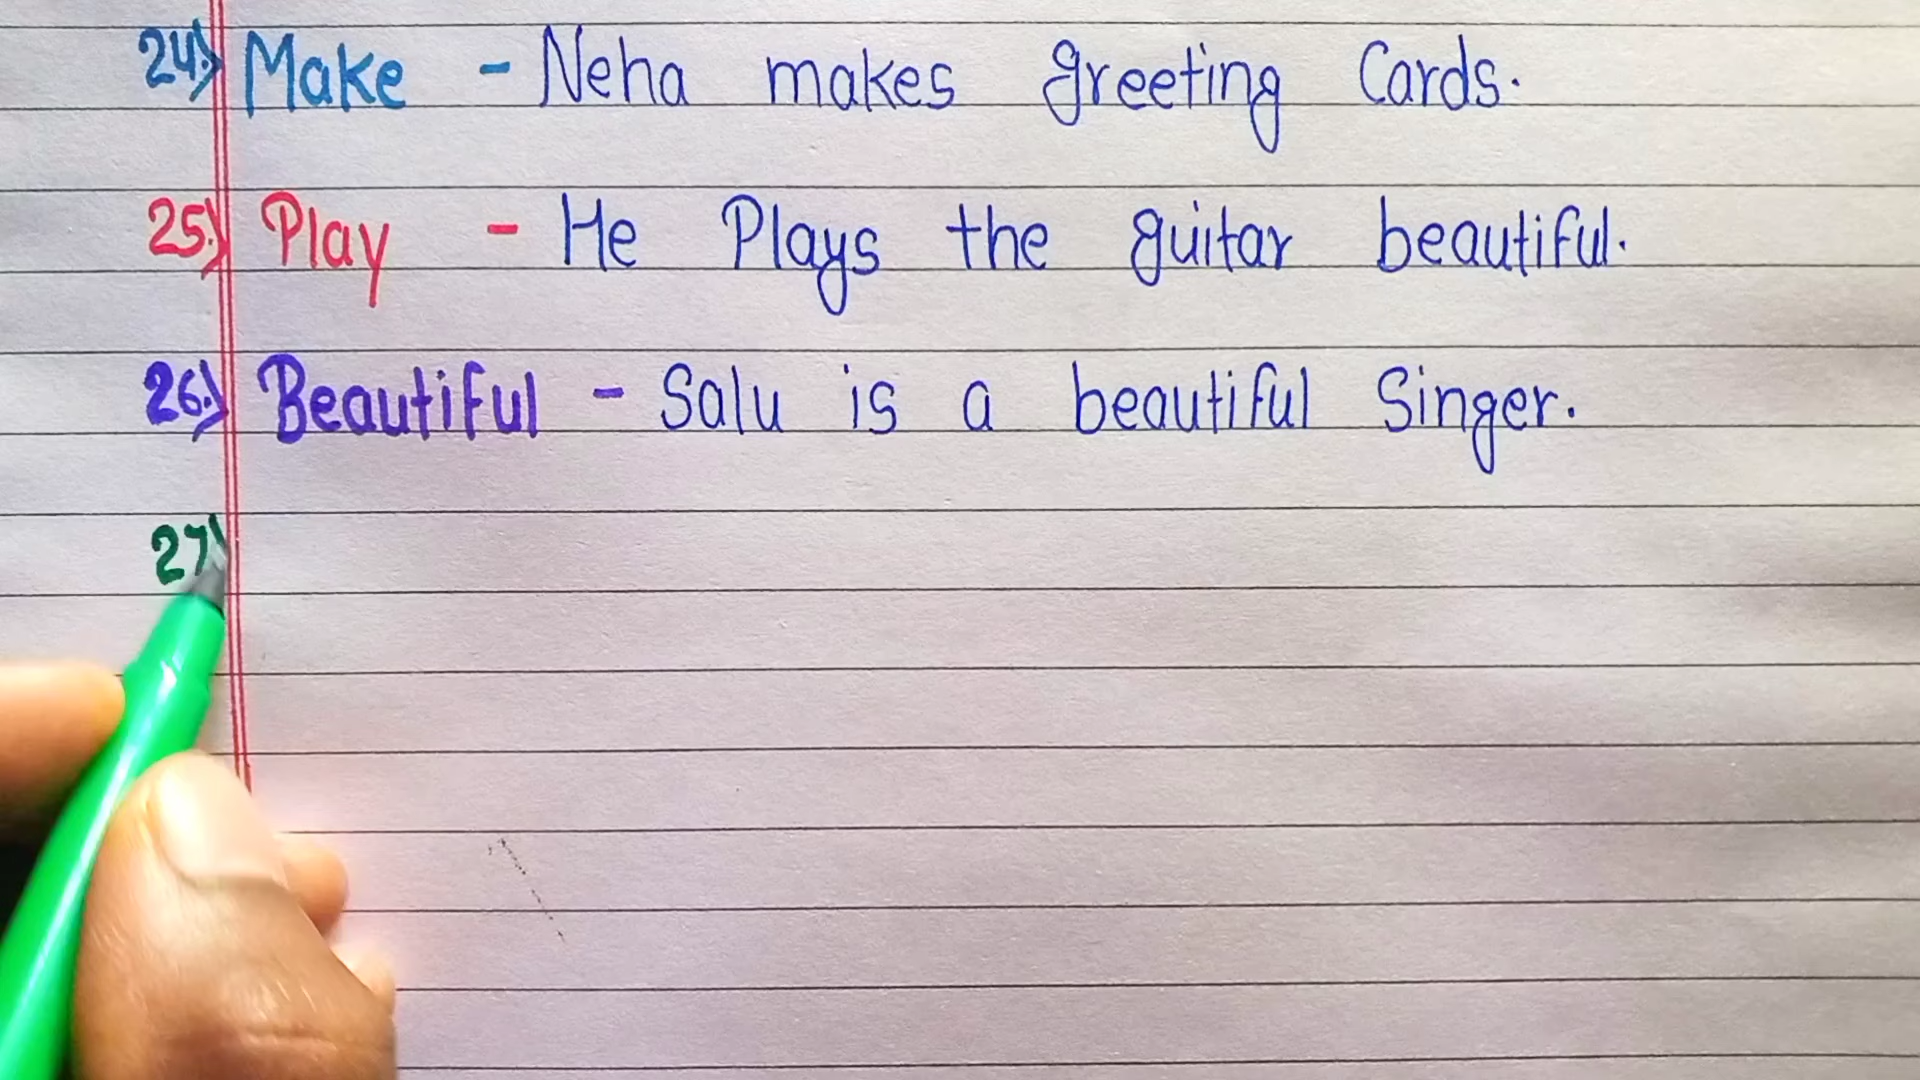 24.) Make - Neha makes greeting Cards.
25.) Play - He Plays the guitar beautiful.
26.) Beautiful - Salu is a beautiful Singer.
27)